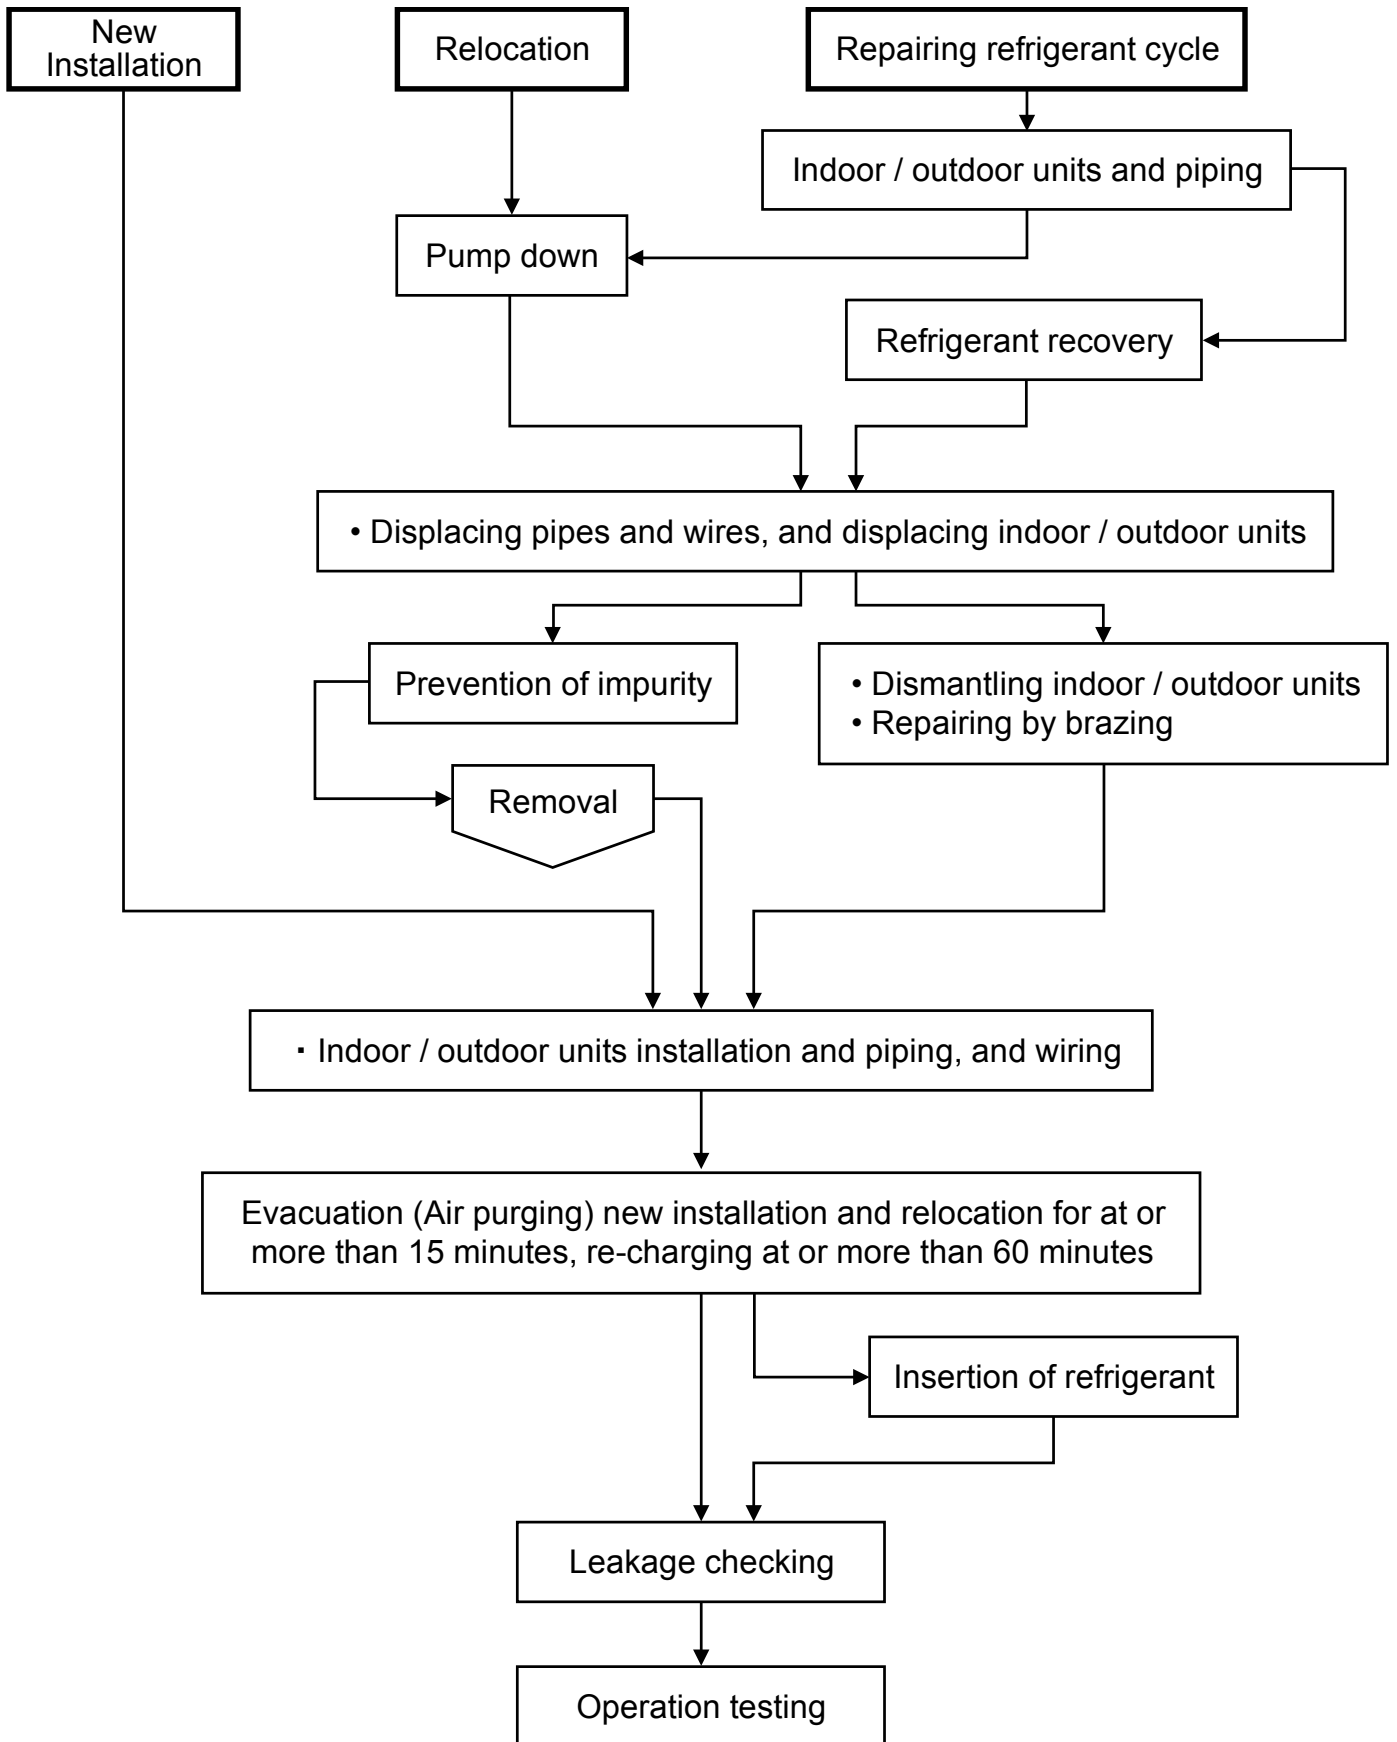 New
Installation
Relocation
Repairing refrigerant cycle
Indoor / outdoor units and piping
Pump down
Refrigerant recovery
• Displacing pipes and wires, and displacing indoor / outdoor units
Prevention of impurity
• Dismantling indoor / outdoor units
• Repairing by brazing
Removal
· Indoor / outdoor units installation and piping, and wiring
Evacuation (Air purging) new installation and relocation for at or
more than 15 minutes, re-charging at or more than 60 minutes
Insertion of refrigerant
Leakage checking
Operation testing